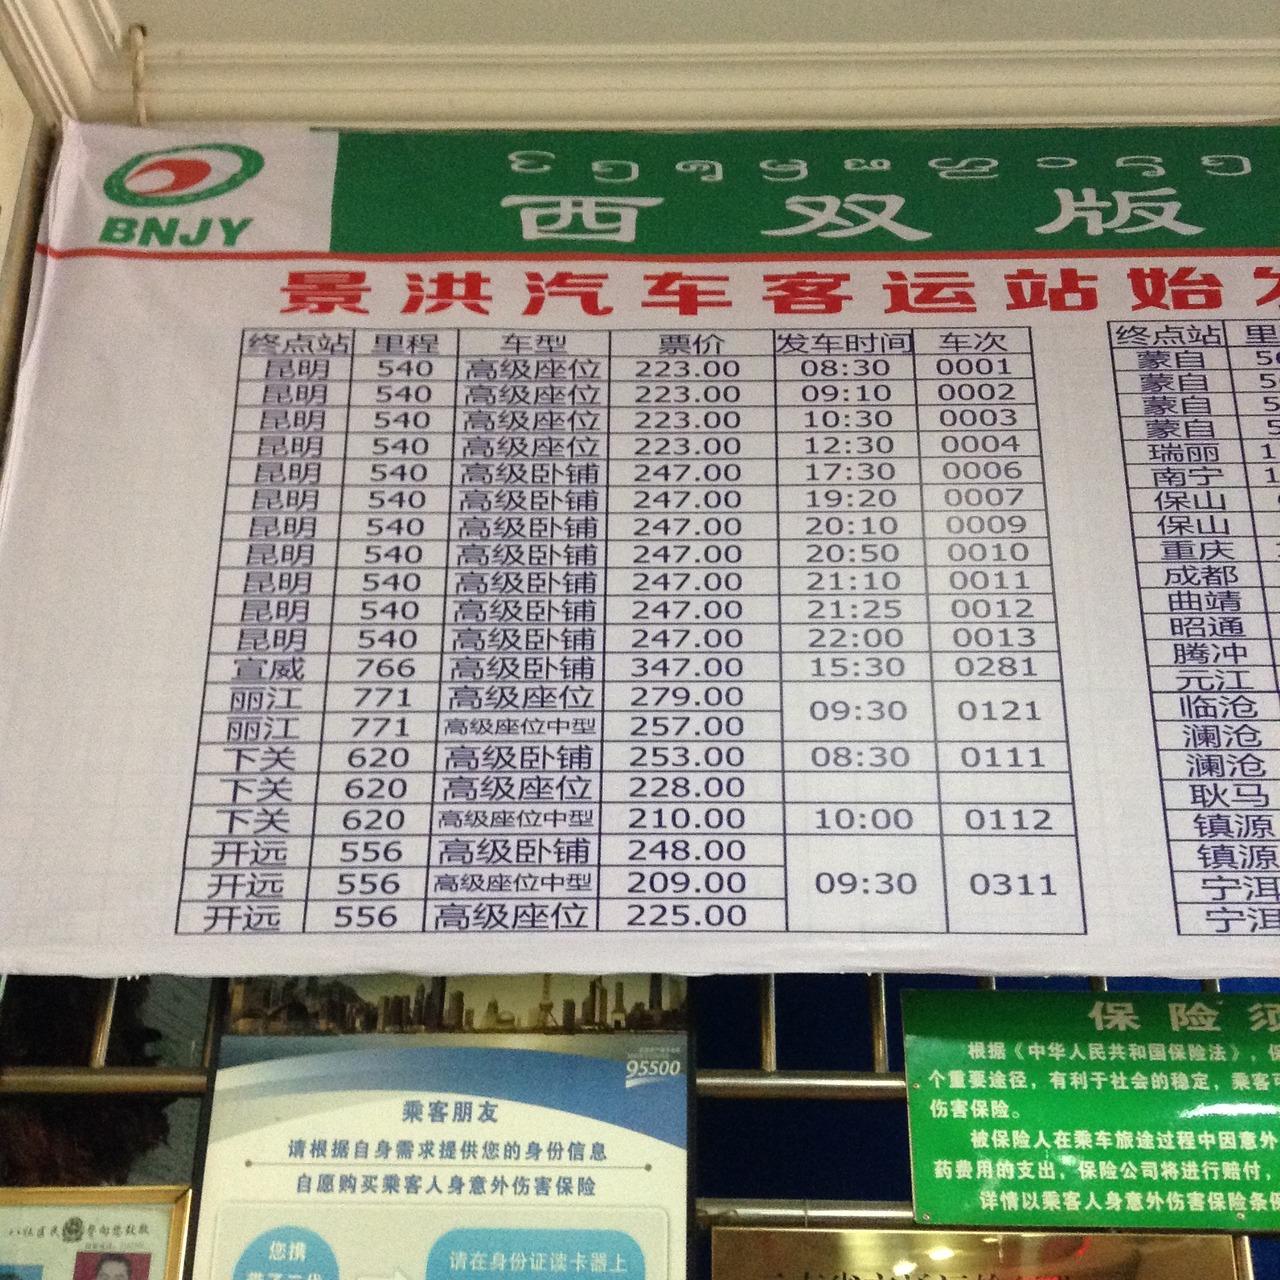 BNJY
西双版
景洪汽车客运站始
终点站 里程 车型 票价 发车时间 车次
昆明 540 高级座位 223.00 08:30 0001
昆明 540 高级座位 223.00 09:10 0002
昆明 540 高级座位 223.00 10:30 0003
昆明 540 高级座位 223.00 12:30 0004
昆明 540 高级卧铺 247.00 17:30 0006
昆明 540 高级卧铺 247.00 19:20 0007
昆明 540 高级卧铺 247.00 20:10 0009
昆明 540 高级卧铺 247.00 20:50 0010
昆明 540 高级卧铺 247.00 21:10 0011
昆明 540 高级卧铺 247.00 21:25 0012
昆明 540 高级卧铺 247.00 22:00 0013
宣威 766 高级卧铺 347.00 15:30 0281
丽江 771 高级座位 279.00 09:30 0121
丽江 771 高级座位中型 257.00
下关 620 高级卧铺 253.00 08:30 0111
下关 620 高级座位 228.00
下关 620 高级座位中型 210.00 10:00 0112
开远 556 高级卧铺 248.00
开远 556 高级座位中型 209.00 09:30 0311
开远 556 高级座位 225.00
终点站 里
蒙自
蒙自
蒙自
蒙自
瑞丽
南宁
保山
保山
重庆
成都
曲靖
昭通
腾冲
元江
临沧
澜沧
澜沧
耿马
镇源
镇源
宁洱
宁洱
95500
乘客朋友
请根据自身需求提供您的身份信息
自愿购买乘客人身意外伤害保险
您携
请在身份证读卡器上
保险须
根据《中华人民共和国保险法》，
个重要途径，有利于社会的稳定，乘客
伤害保险。
被保险人在乘车旅途过程中因意外
药费用的支出，保险公司将进行赔付，
详情以乘客人身意外伤害保险条